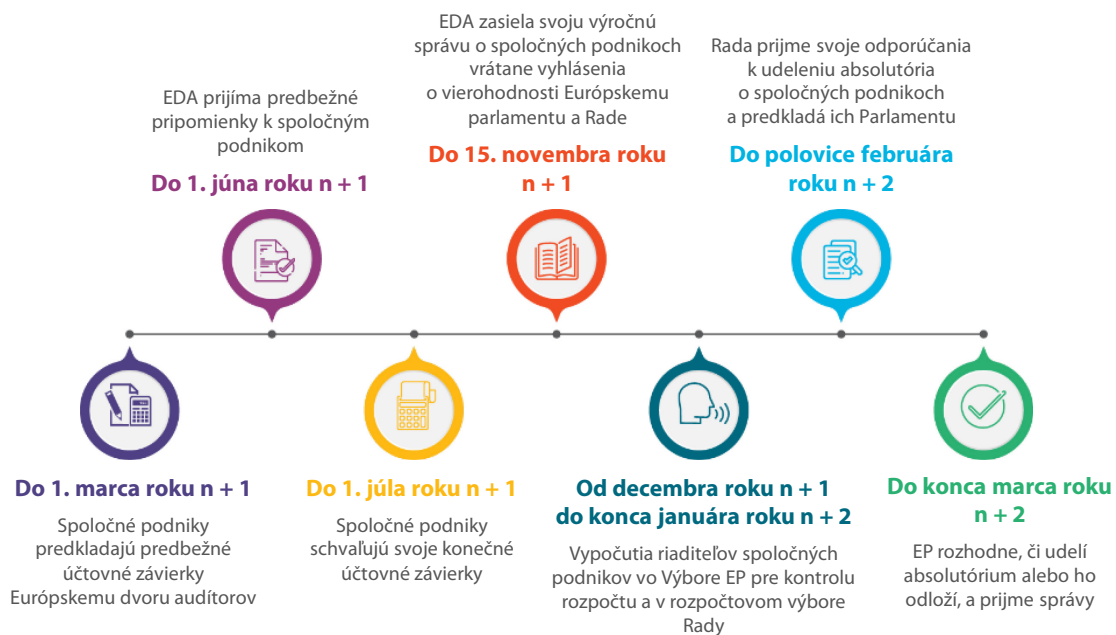 EDA prijíma predbežné
pripomienky k spoločným
podnikom
Do 1. júna roku n + 1
EDA zasiela svoju výročnú
správu o spoločných podnikoch
vrátane vyhlásenia
o vierohodnosti Európskemu
parlamentu a Rade
Do 15. novembra roku
n + 1
Rada prijme svoje odporúčania
k udeleniu absolutória
o spoločných podnikoch
a predkladá ich Parlamentu
Do polovice februára
roku n + 2
Do 1. marca roku n + 1
Spoločné podniky
predkladajú predbežné
účtovné závierky
Európskemu dvoru audítorov
Do 1. júla roku n + 1
Spoločné podniky
schvaľujú svoje konečné
účtovné závierky
Od decembra roku n + 1
do konca januára roku n + 2
Vypočutia riaditeľov spoločných
podnikov vo Výbore EP pre kontrolu
rozpočtu a v rozpočtovom výbore
Rady
Do konca marca roku
n + 2
EP rozhodne, či udelí
absolutórium alebo ho
odloží, a prijme správy